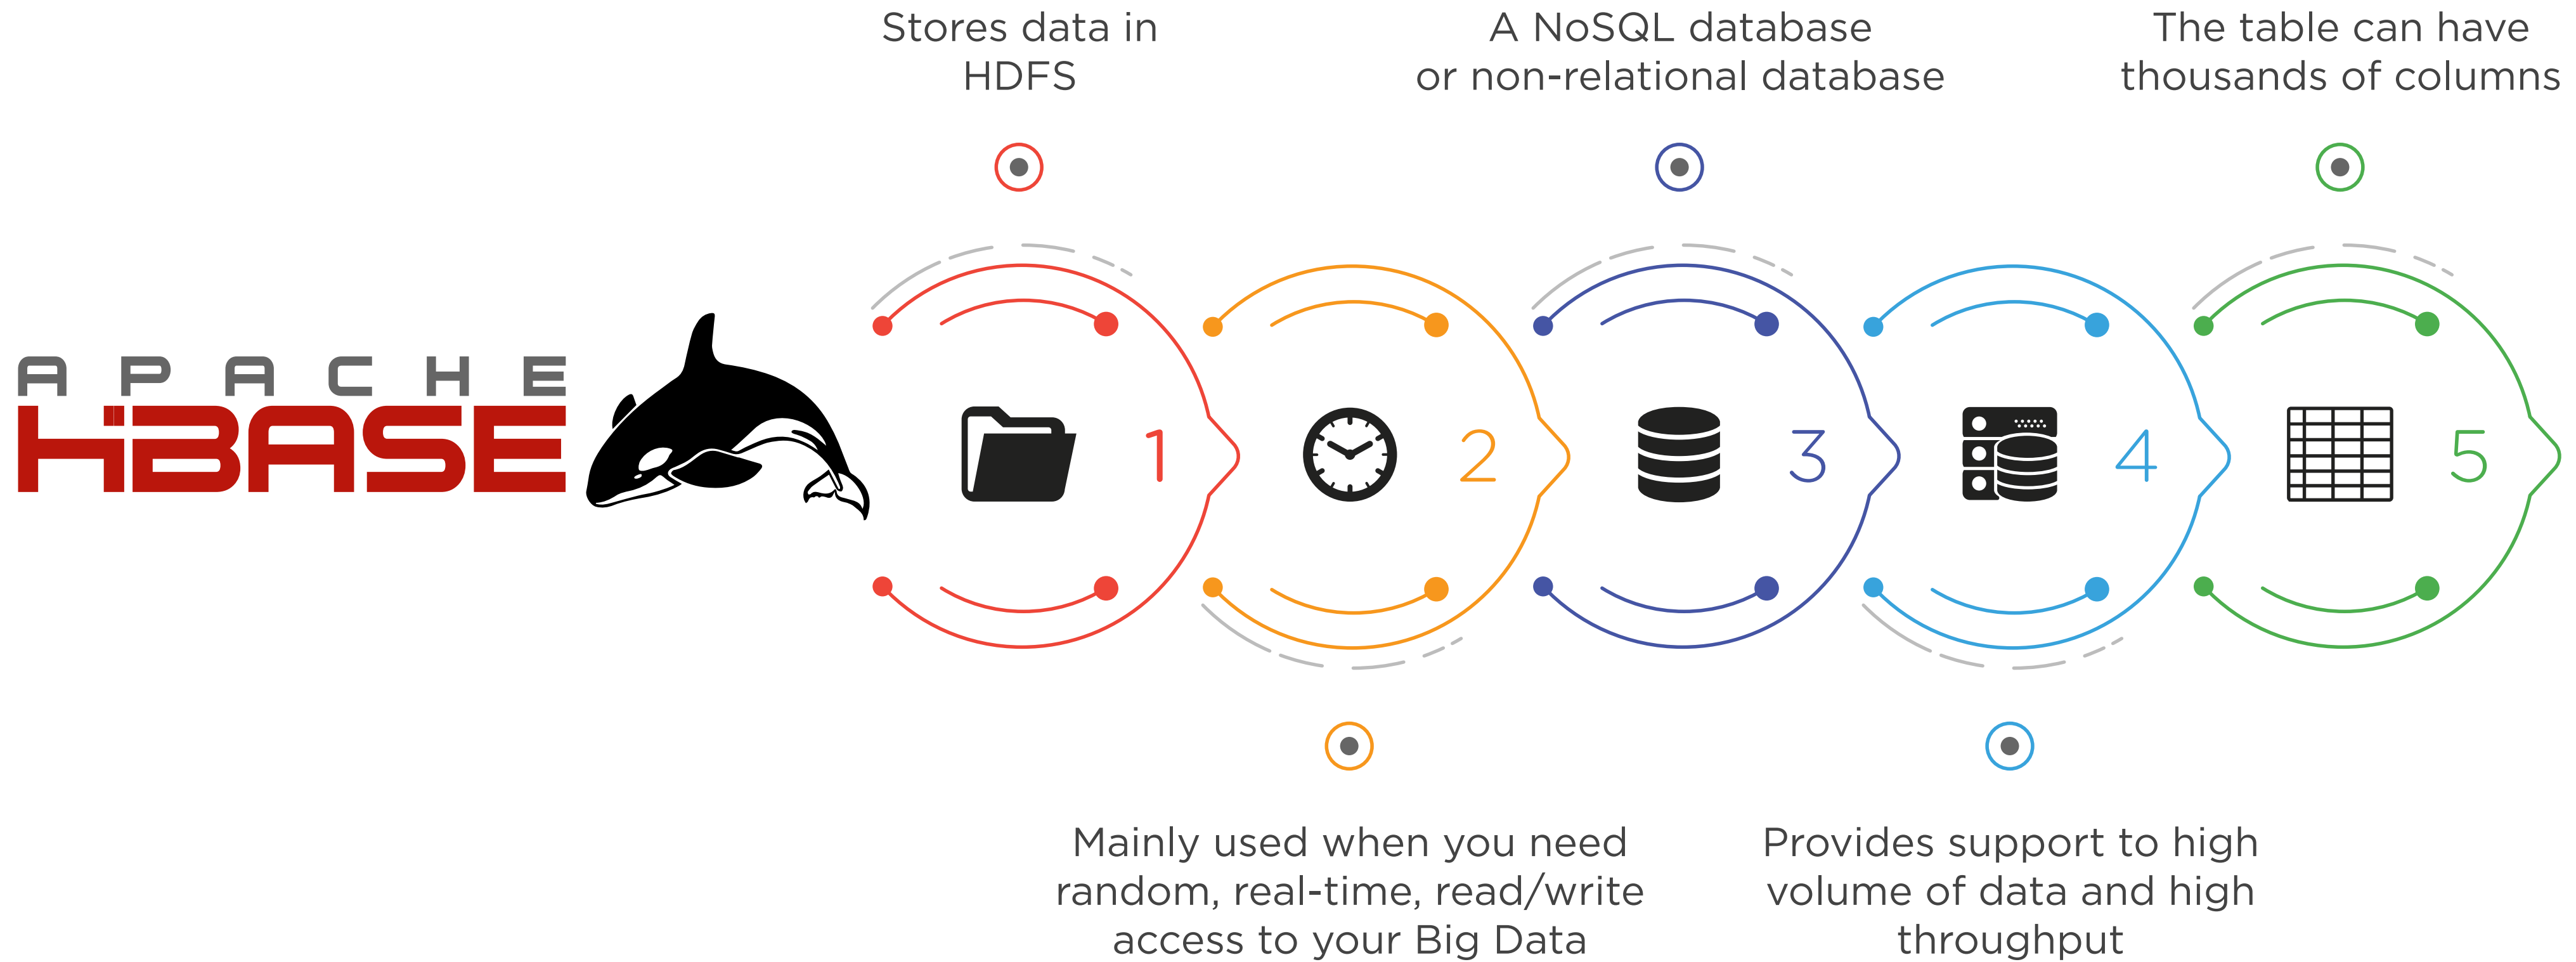 APACHE
HBASE
Stores data in
HDFS
1
Mainly used when you need
random, real-time, read/write
access to your Big Data
2
A NoSQL database
or non-relational database
3
Provides support to high
volume of data and high
throughput
4
The table can have
thousands of columns
5